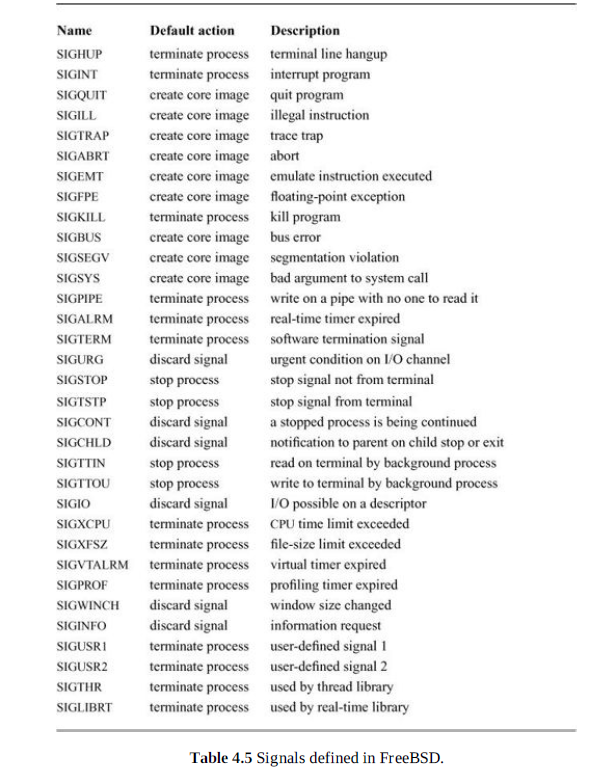 Name Default action Description
SIGHUP terminate process terminal line hangup
SIGINT terminate process interrupt program
SIGQUIT create core image quit program
SIGILL create core image illegal instruction
SIGTRAP create core image trace trap
SIGABRT create core image abort
SIGEMT create core image emulate instruction executed
SIGFPE create core image floating-point exception
SIGKILL terminate process kill program
SIGBUS create core image bus error
SIGSEGV create core image segmentation violation
SIGSYS create core image bad argument to system call
SIGPIPE terminate process write on a pipe with no one to read it
SIGALRM terminate process real-time timer expired
SIGTERM terminate process software termination signal
SIGURG discard signal urgent condition on I/O channel
SIGSTOP stop process stop signal not from terminal
SIGTSTP stop process stop signal from terminal
SIGCONT discard signal a stopped process is being continued
SIGCHLD discard signal notification to parent on child stop or exit
SIGTTIN stop process read on terminal by background process
SIGTTOU stop process write to terminal by background process
SIGIO discard signal I/O possible on a descriptor
SIGXCPU terminate process CPU time limit exceeded
SIGXFSZ terminate process file-size limit exceeded
SIGVTALRM terminate process virtual timer expired
SIGPROF terminate process profiling timer expired
SIGWINCH discard signal window size changed
SIGINFO discard signal information request
SIGUSR1 terminate process user-defined signal 1
SIGUSR2 terminate process user-defined signal 2
SIGTHR terminate process used by thread library
SIGLIBRT terminate process used by real-time library
Table 4.5 Signals defined in FreeBSD.